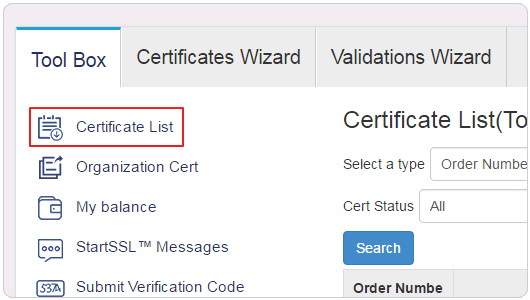 Tool Box
Certificates Wizard
Validations Wizard
Certificate List
Organization Cert
My balance
StartSSL™ Messages
537A
Submit Verification Code
Certificate List(To
Select a type
Order Numbe
Cert Status
All
Search
Order Numbe